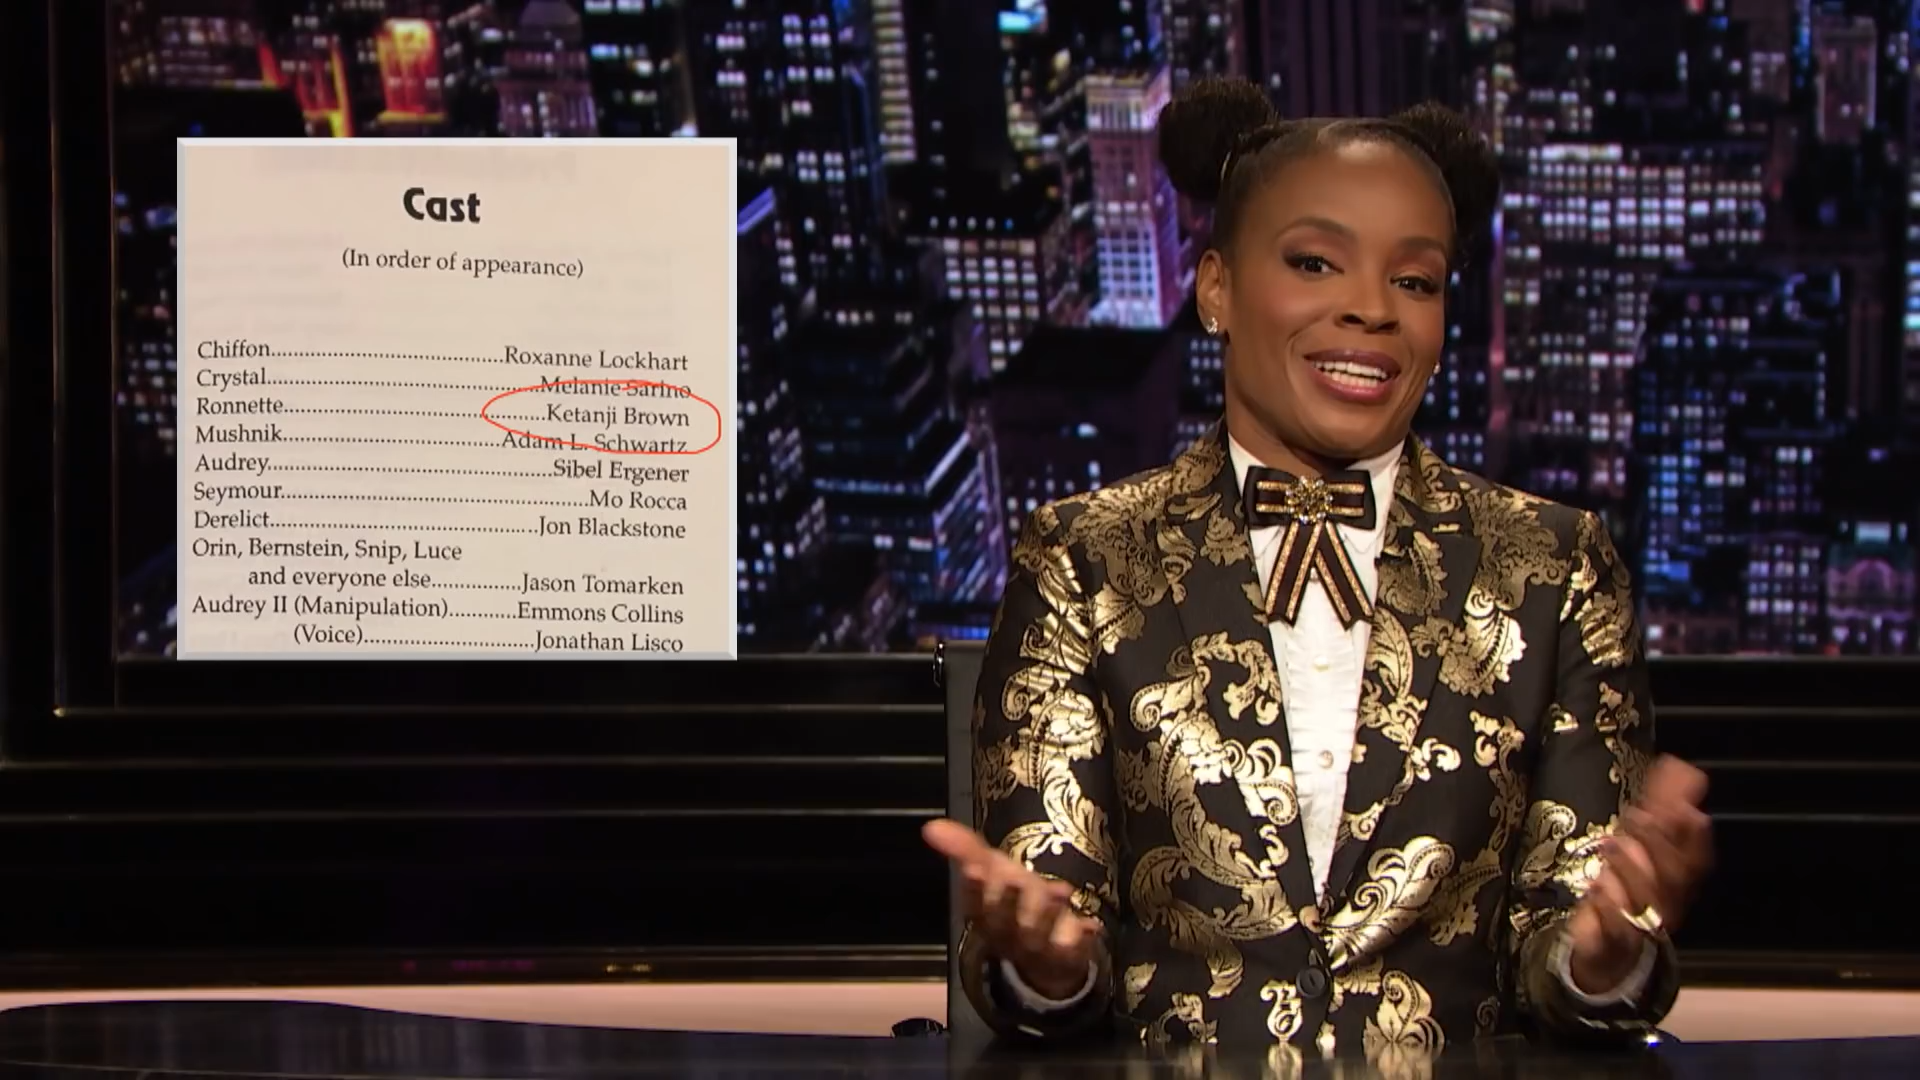 Cast
(In order of appearance)
Chiffon....................................Roxanne Lockhart
Crystal..........................................Melanie Sarino
Ronnette.......................................Ketanji Brown
Mushnik................................Adam L. Schwartz
Audrey............................................Sibel Ergener
Seymour..............................................Mo Rocca
Derelict........................................Jon Blackstone
Orin, Bernstein, Snip, Luce
and everyone else...............Jason Tomarken
Audrey II (Manipulation)...........Emmons Collins
(Voice)............................Jonathan Lisco